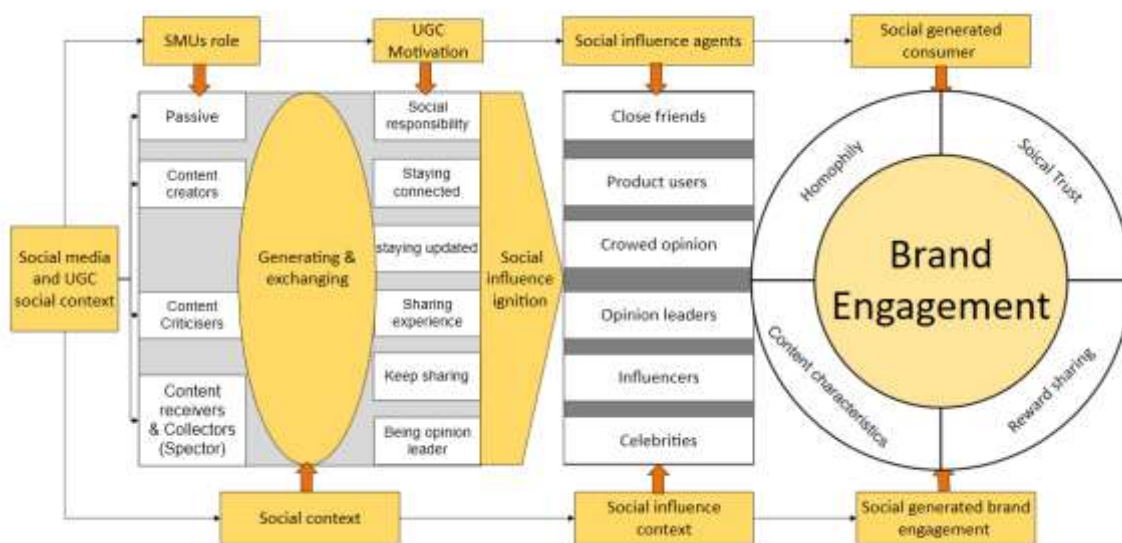 SMUs role
UGC
Motivation
Social influence agents
Social generated
consumer
Passive
Content
creators
Content
Criticisers
Content
receivers
& Collectors
(Spector)
Social media
and UGC
social context
Generating &
exchanging
Social
responsibility
Staying
connected
staying updated
Sharing
experience
Keep sharing
Being opinion
leader
Social
influence
ignition
Close friends
Product users
Crowed opinion
Opinion leaders
Influencers
Celebrities
Homophily
Soical Trust
Brand
Engagement
Content characteristics
Reward sharing
Social context
Social influence
context
Social generated brand
engagement